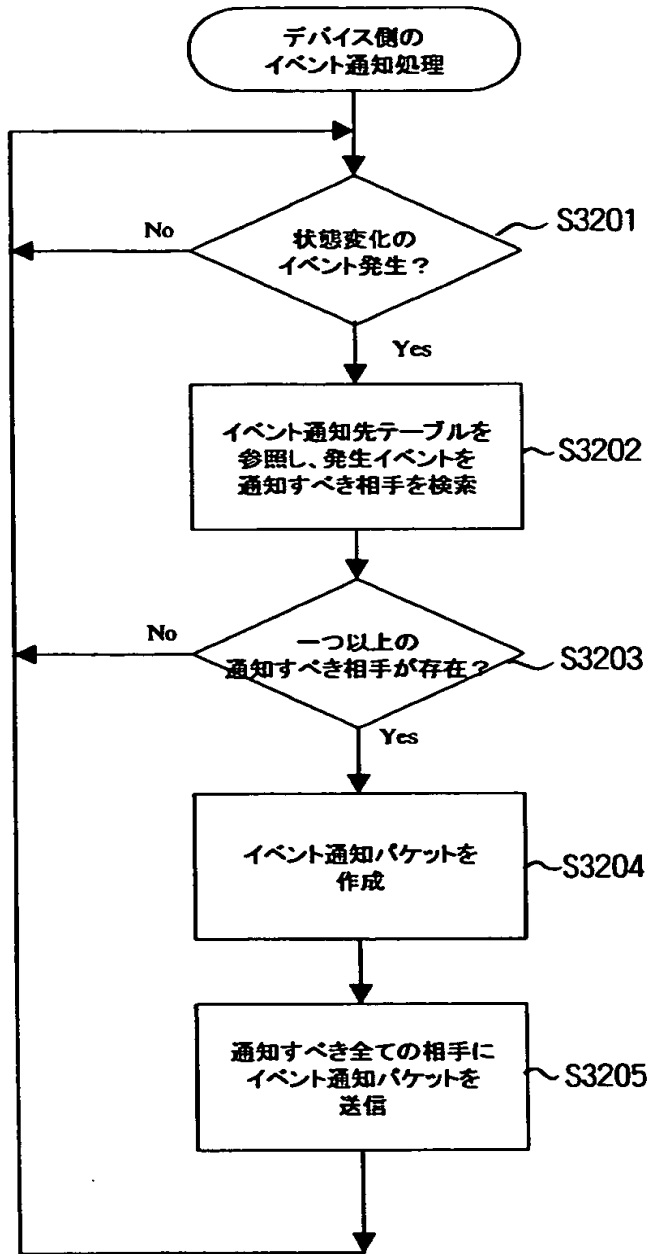 デバイス側の
イベント通知処理
No
状態変化の
イベント発生？
S3201
Yes
イベント通知先テーブルを
参照し、発生イベントを
通知すべき相手を検索
S3202
No
一つ以上の
通知すべき相手が存在？
S3203
Yes
イベント通知パケットを
作成
S3204
通知すべき全ての相手に
イベント通知パケットを
送信
S3205